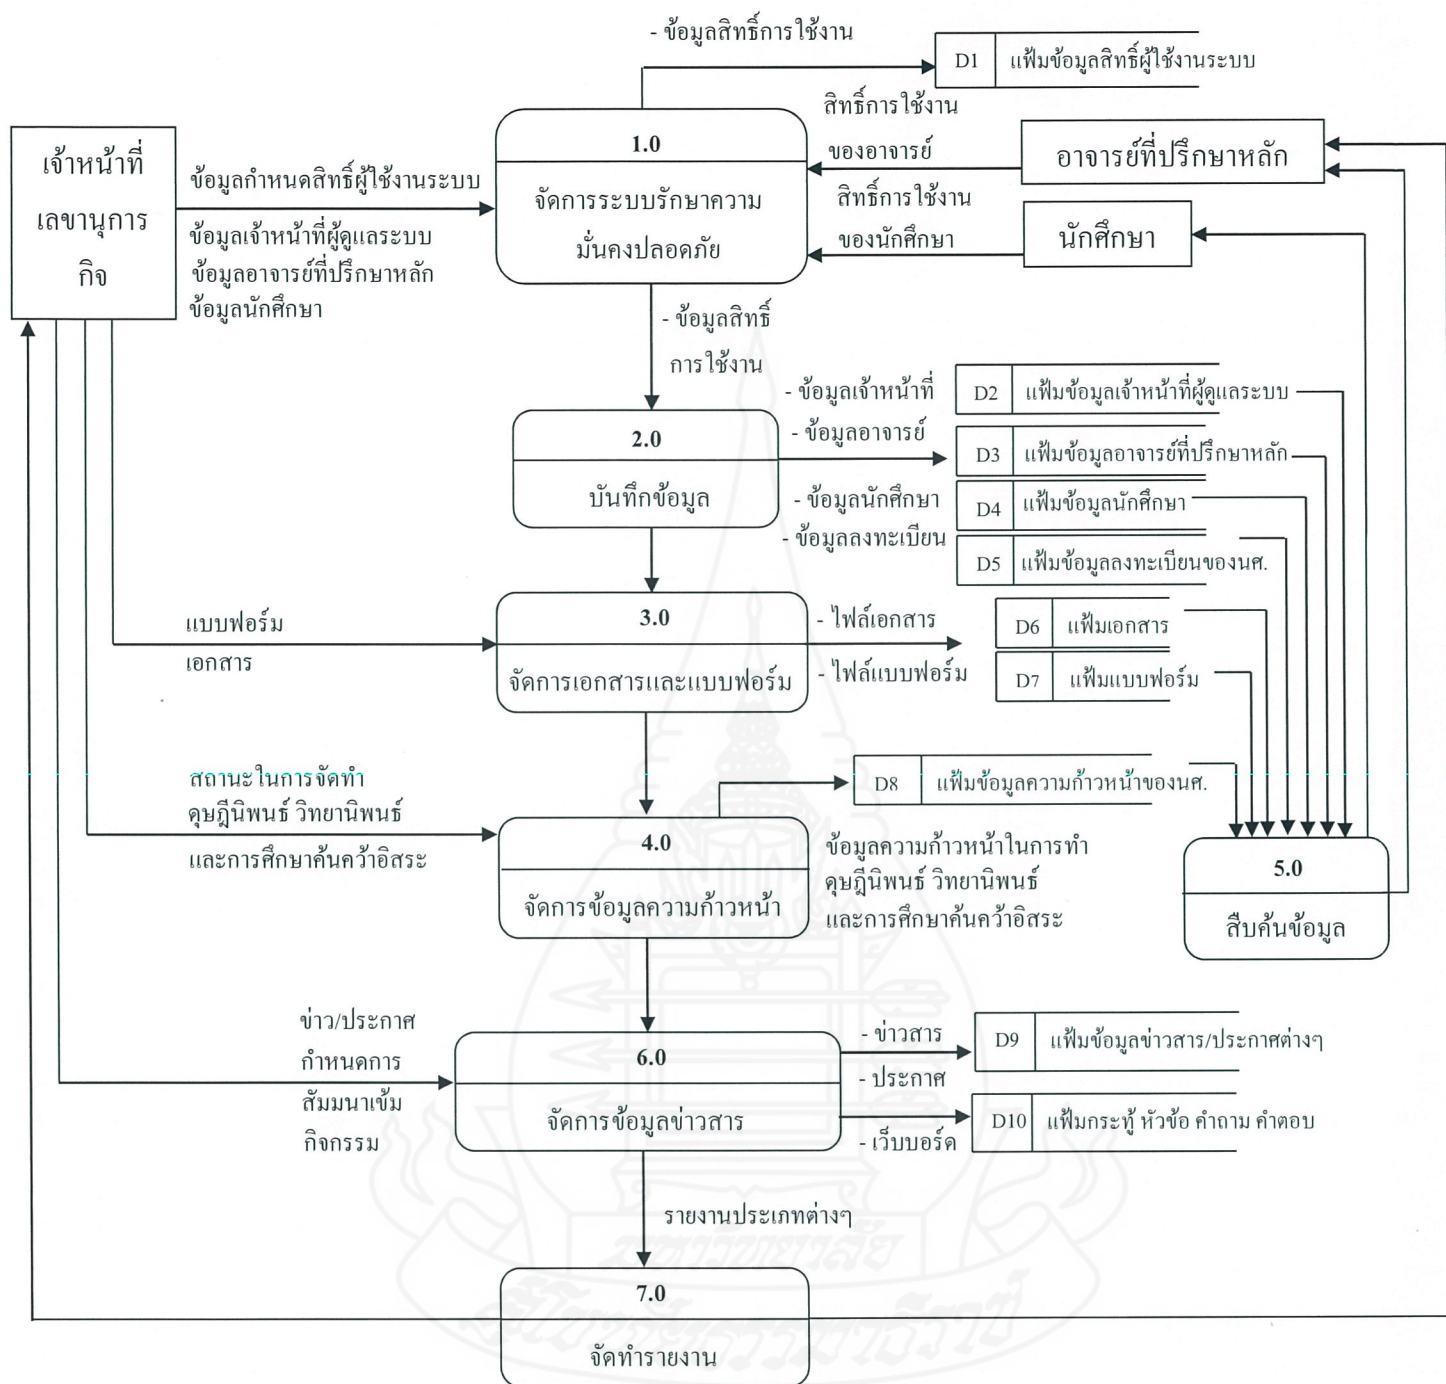 - ข้อมูลสิทธิ์การใช้งาน
D1 แฟ้มข้อมูลสิทธิ์ผู้ใช้งานระบบ
เจ้าหน้าที่
เลขานุการ
กิจ
ข้อมูลกำหนดสิทธิ์ผู้ใช้งานระบบ
ข้อมูลเจ้าหน้าที่ผู้ดูแลระบบ
ข้อมูลอาจารย์ที่ปรึกษาหลัก
ข้อมูลนักศึกษา
1.0
จัดการระบบรักษาความ
มั่นคงปลอดภัย
สิทธิ์การใช้งาน
ของอาจารย์
สิทธิ์การใช้งาน
ของนักศึกษา
อาจารย์ที่ปรึกษาหลัก
นักศึกษา
- ข้อมูลสิทธิ์
การใช้งาน
2.0
บันทึกข้อมูล
- ข้อมูลเจ้าหน้าที่
- ข้อมูลอาจารย์
- ข้อมูลนักศึกษา
- ข้อมูลลงทะเบียน
D2 แฟ้มข้อมูลเจ้าหน้าที่ผู้ดูแลระบบ
D3 แฟ้มข้อมูลอาจารย์ที่ปรึกษาหลัก
D4 แฟ้มข้อมูลนักศึกษา
D5 แฟ้มข้อมูลลงทะเบียนของนศ.
แบบฟอร์ม
เอกสาร
3.0
จัดการเอกสารและแบบฟอร์ม
- ไฟล์เอกสาร
- ไฟล์แบบฟอร์ม
D6 แฟ้มเอกสาร
D7 แฟ้มแบบฟอร์ม
สถานะในการจัดทำ
ดุษฎีนิพนธ์ วิทยานิพนธ์
และการศึกษาค้นคว้าอิสระ
4.0
จัดการข้อมูลความก้าวหน้า
D8 แฟ้มข้อมูลความก้าวหน้าของนศ.
ข้อมูลความก้าวหน้าในการทำ
ดุษฎีนิพนธ์ วิทยานิพนธ์
และการศึกษาค้นคว้าอิสระ
5.0
สืบค้นข้อมูล
ข่าว/ประกาศ
กำหนดการ
สัมมนาเข้ม
กิจกรรม
6.0
จัดการข้อมูลข่าวสาร
- ข่าวสาร
- ประกาศ
- เว็บบอร์ด
D9 แฟ้มข้อมูลข่าวสาร/ประกาศต่างๆ
D10 แฟ้มกระทู้ หัวข้อ คำถาม คำตอบ
รายงานประเภทต่างๆ
7.0
จัดทำรายงาน
มหาวิทยาลัย
สุโขทัยธรรมาธิราช